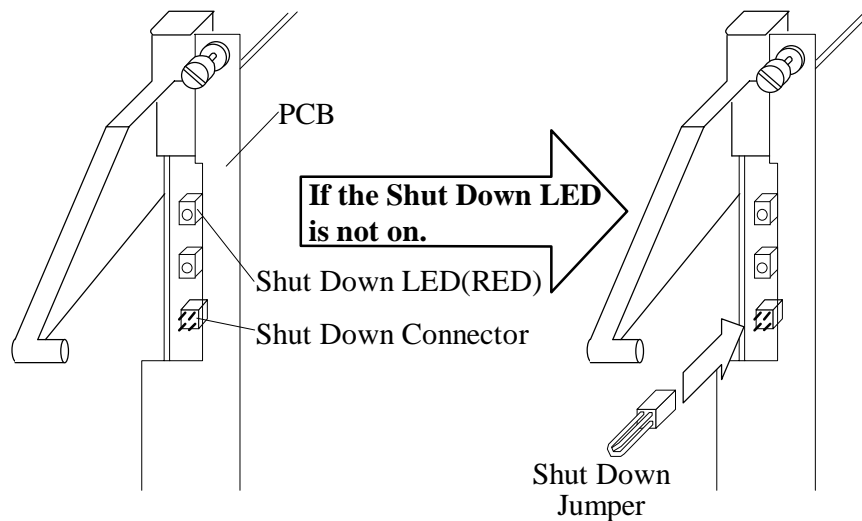 PCB
If the Shut Down LED
is not on.
Shut Down LED(RED)
Shut Down Connector
Shut Down
Jumper